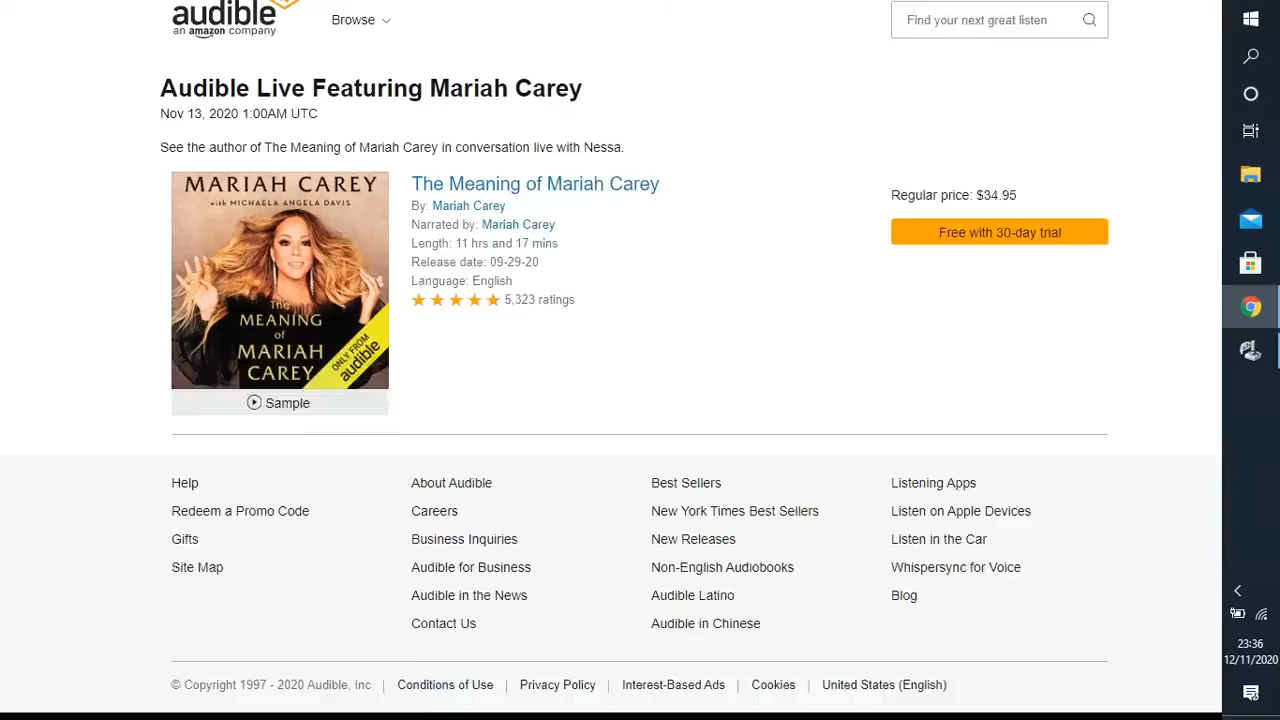 audible
an amazon company
Browse
Find your next great listen
Audible Live Featuring Mariah Carey
Nov 13, 2020 1:00AM UTC
See the author of The Meaning of Mariah Carey in conversation live with Nessa.
MARIAH CAREY
with MICHAELA ANGELA DAVIS
The
MEANING
of
MARIAH
CAREY
ONLY FROM
audible
Sample
The Meaning of Mariah Carey
By: Mariah Carey
Narrated by: Mariah Carey
Length: 11 hrs and 17 mins
Release date: 09-29-20
Language: English
5,323 ratings
Regular price: $34.95
Free with 30-day trial
Help
Redeem a Promo Code
Gifts
Site Map
About Audible
Careers
Business Inquiries
Audible for Business
Audible in the News
Contact Us
Best Sellers
New York Times Best Sellers
New Releases
Non-English Audiobooks
Audible Latino
Audible in Chinese
Listening Apps
Listen on Apple Devices
Listen in the Car
Whispersync for Voice
Blog
© Copyright 1997 - 2020 Audible, Inc | Conditions of Use | Privacy Policy | Interest-Based Ads | Cookies | United States (English)
23:36
12/11/2020